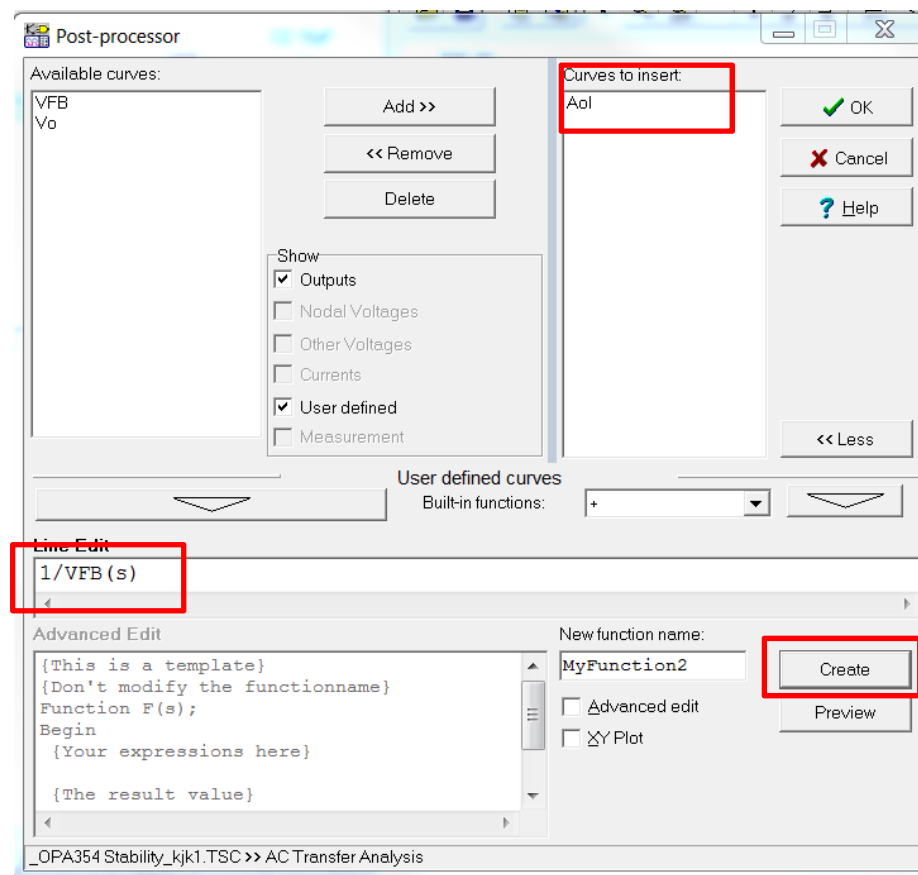 Post-processor
Available curves:
VFB
Vo
Add >>
<< Remove
Delete
Show
Outputs
Nodal Voltages
Other Voltages
Currents
User defined
Measurement
Curves to insert:
Aol
OK
Cancel
? Help
<< Less
User defined curves
Built-in functions:
+
Line Edit
1/VFB(s)
Advanced Edit
{This is a template}
{Don't modify the functionname}
Function F(s);
Begin
{Your expressions here}
{The result value}
New function name:
MyFunction2
Advanced edit
XY Plot
Create
Preview
_OPA354 Stability_kjk1.TSC >> AC Transfer Analysis